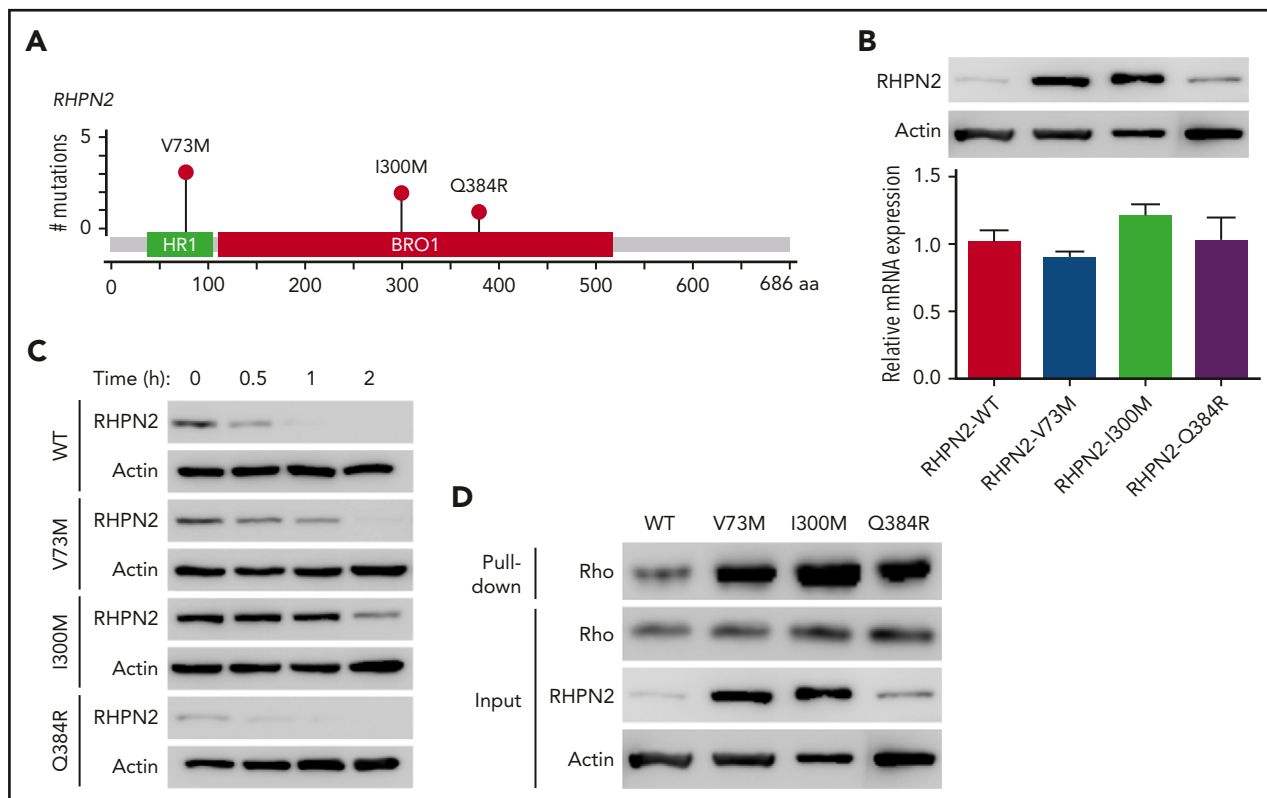 A
RHPN2
# mutations
5
0
V73M
I300M
Q384R
HR1
BRO1
0 100 200 300 400 500 600 686 aa
B
RHPN2
Actin
Relative mRNA expression
1.5
1.0
0.5
0.0
RHPN2-WT
RHPN2-V73M
RHPN2-I300M
RHPN2-Q384R
C
Time (h): 0 0.5 1 2
WT
RHPN2
Actin
V73M
RHPN2
Actin
I300M
RHPN2
Actin
Q384R
RHPN2
Actin
D
WT V73M I300M Q384R
Pull-
down
Rho
Input
Rho
RHPN2
Actin